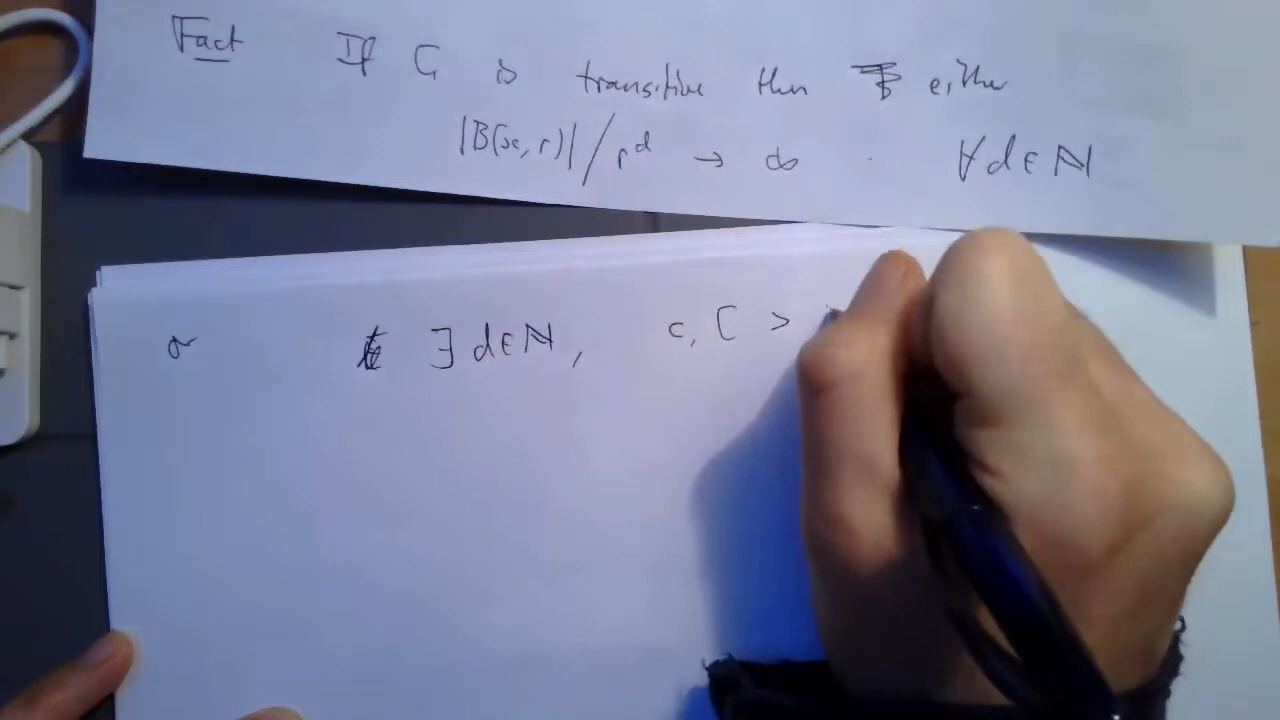 Fact If G is transitive then either
|B(x,r)|/r^d → ∞ ∀d∈ℕ
or ∃ d∈ℕ, c, C >